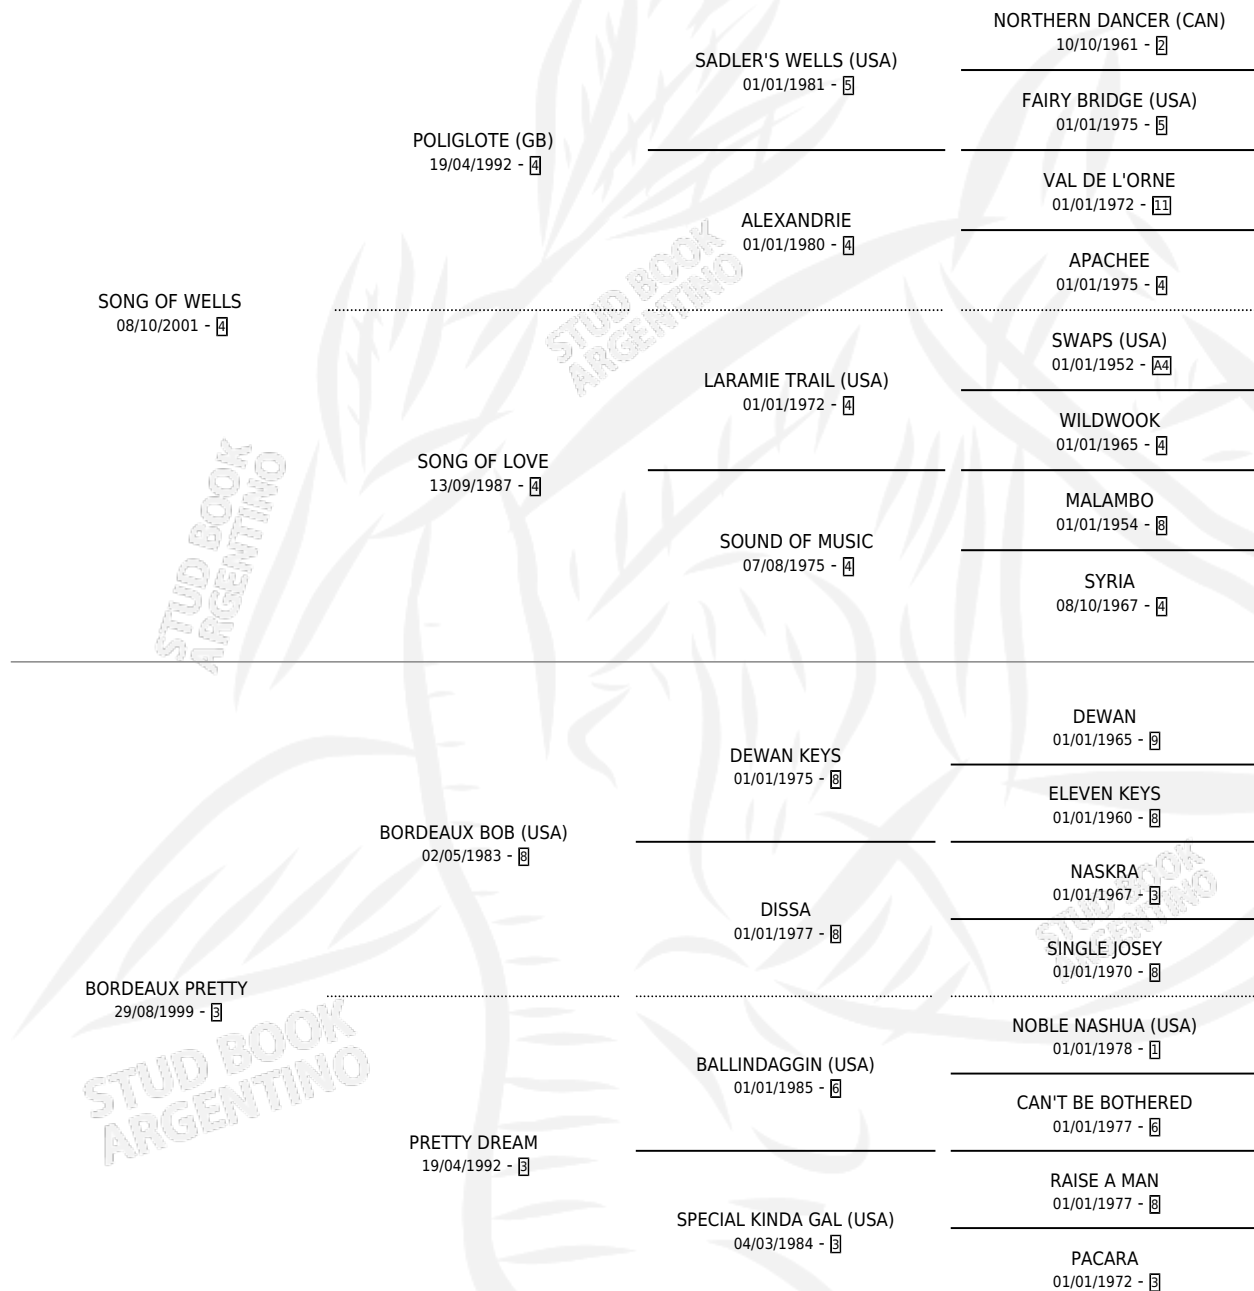 NORTHERN DANCER (CAN)
10/10/1961 - 2
SADLER'S WELLS (USA)
01/01/1981 - 5
FAIRY BRIDGE (USA)
01/01/1975 - 5
POLIGLOTE (GB)
19/04/1992 - 4
VAL DE L'ORNE
01/01/1972 - 11
ALEXANDRIE
01/01/1980 - 4
APACHEE
01/01/1975 - 4
SONG OF WELLS
08/10/2001 - 4
SWAPS (USA)
01/01/1952 - A4
LARAMIE TRAIL (USA)
01/01/1972 - 4
WILDWOOK
01/01/1965 - 4
SONG OF LOVE
13/09/1987 - 4
MALAMBO
01/01/1954 - 8
SOUND OF MUSIC
07/08/1975 - 4
SYRIA
08/10/1967 - 4
DEWAN
01/01/1965 - 9
DEWAN KEYS
01/01/1975 - 8
ELEVEN KEYS
01/01/1960 - 8
BORDEAUX BOB (USA)
02/05/1983 - 8
NASKRA
01/01/1967 - 3
DISSA
01/01/1977 - 8
SINGLE JOSEY
01/01/1970 - 8
BORDEAUX PRETTY
29/08/1999 - 3
NOBLE NASHUA (USA)
01/01/1978 - 1
BALLINDAGGIN (USA)
01/01/1985 - 6
CAN'T BE BOTHERED
01/01/1977 - 6
PRETTY DREAM
19/04/1992 - 3
RAISE A MAN
01/01/1977 - 8
SPECIAL KINDA GAL (USA)
04/03/1984 - 3
PACARA
01/01/1972 - 3
STUD BOOK
ARGENTINO
STUD BOOK
ARGENTINO
STUD BOOK
ARGENTINO
STUD BOOK
ARGENTINO